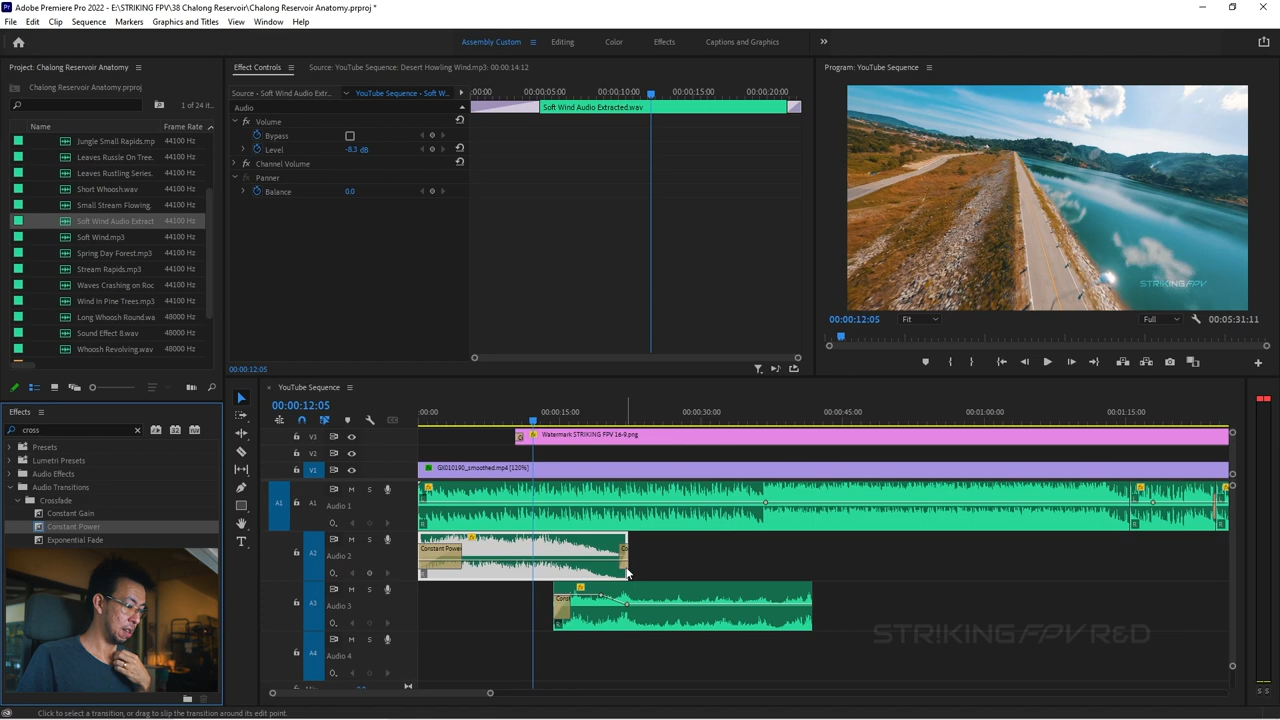 Adobe Premiere Pro 2022 - E:\STRIKING FPV\38 Chalong Reservoir\Chalong Reservoir Anatomy.prproj *
File Edit Clip Sequence Markers Graphics and Titles View Window Help
Assembly Custom Editing Color Effects Captions and Graphics
Project: Chalong Reservoir Anatomy
Chalong Reservoir Anatomy.prproj
1 of 24 it...
Name Frame Rate
Jungle Small Rapids.mp 44100 Hz
Leaves Russle On Tree. 44100 Hz
Leaves Rustling Series. 44100 Hz
Short Whoosh.wav 44100 Hz
Small Stream Flowing. 44100 Hz
Soft Wind Audio Extract 44100 Hz
Soft Wind.mp3 44100 Hz
Spring Day Forest.mp3 44100 Hz
Stream Rapids.mp3 44100 Hz
Waves Crashing on Roc 44100 Hz
Wind In Pine Trees.mp3 44100 Hz
Long Whoosh Round.wa 48000 Hz
Sound Effect 8.wav 48000 Hz
Whoosh Revolving.wav 48000 Hz
Effect Controls Source: YouTube Sequence: Desert Howling Wind.mp3: 00:00:14:12
Source - Soft Wind Audio Extr... YouTube Sequence - Soft W...
:00:00 00:00:05:00 00:00:10:00 00:00:15:00 00:00:20:00
Audio
Soft Wind Audio Extracted.wav
fx Volume
Bypass
Level -8.3 dB
fx Channel Volume
fx Panner
Balance 0.0
00:00:12:05
Program: YouTube Sequence
STRIKING FPV
00:00:12:05 Fit Full 00:05:31:11
Effects
cross
Presets
Lumetri Presets
Audio Effects
Audio Transitions
Crossfade
Constant Gain
Constant Power
Exponential Fade
YouTube Sequence
00:00:12:05
:00:00 00:00:15:00 00:00:30:00 00:00:45:00 00:01:00:00 00:01:15:00
V3 Watermark STRIKING FPV 16-9.png
V2
V1 GX010190_smoothed.mp4 [120%]
A1 A1 M S Audio 1
A2 M S Audio 2
Constant Power Co
A3 M S Audio 3
Const
A4 M S Audio 4
STRIKING FPV R&D
S S
Click to select a transition, or drag to slip the transition around its edit point.